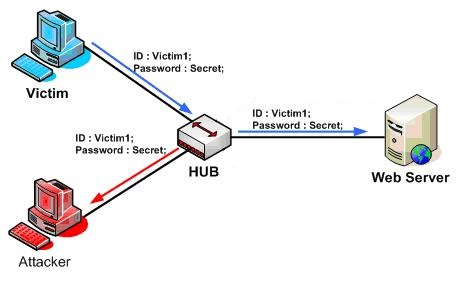 ID : Victim1;
Password : Secret;
Victim
ID : Victim1;
Password : Secret;
ID : Victim1;
Password : Secret;
HUB
Web Server
Attacker